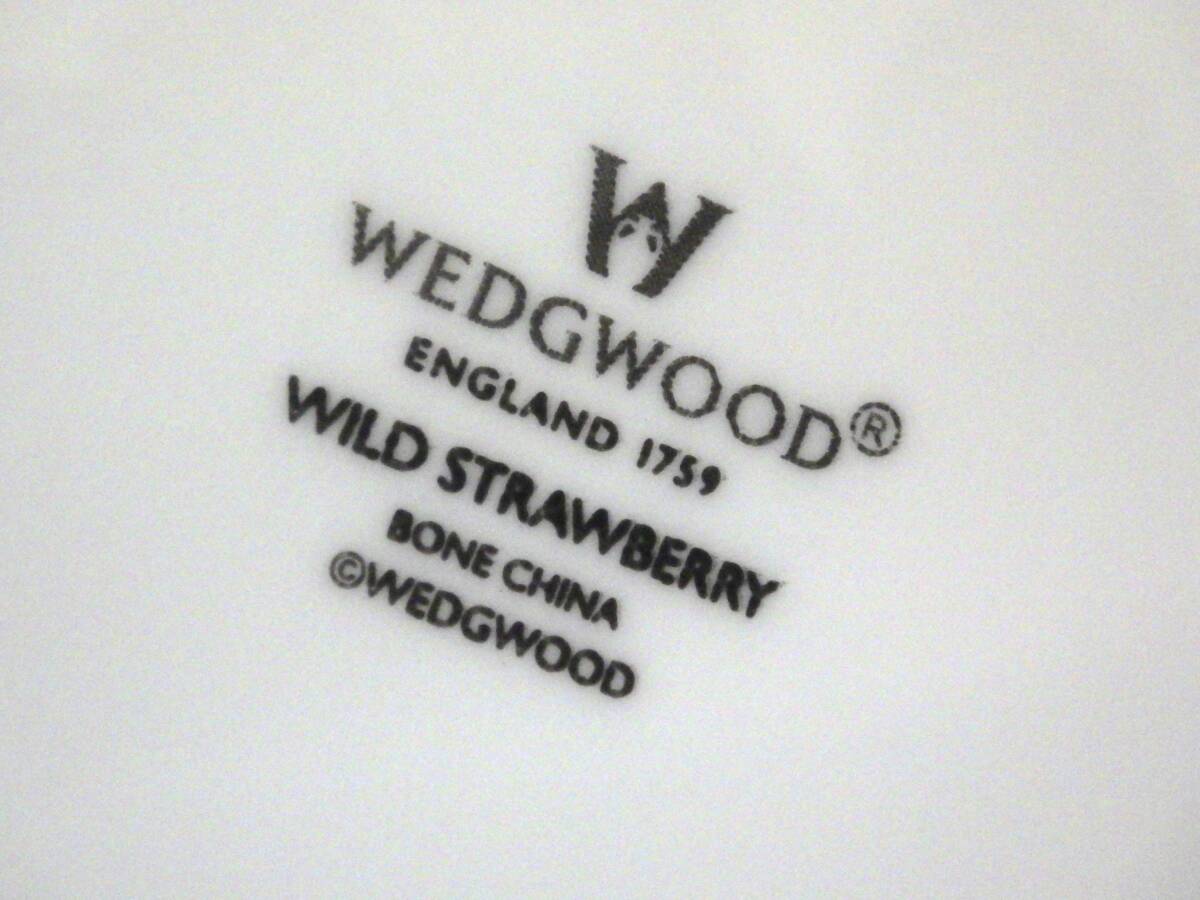 W
WEDGWOOD®
ENGLAND 1759
WILD STRAWBERRY
BONE CHINA
©WEDGWOOD